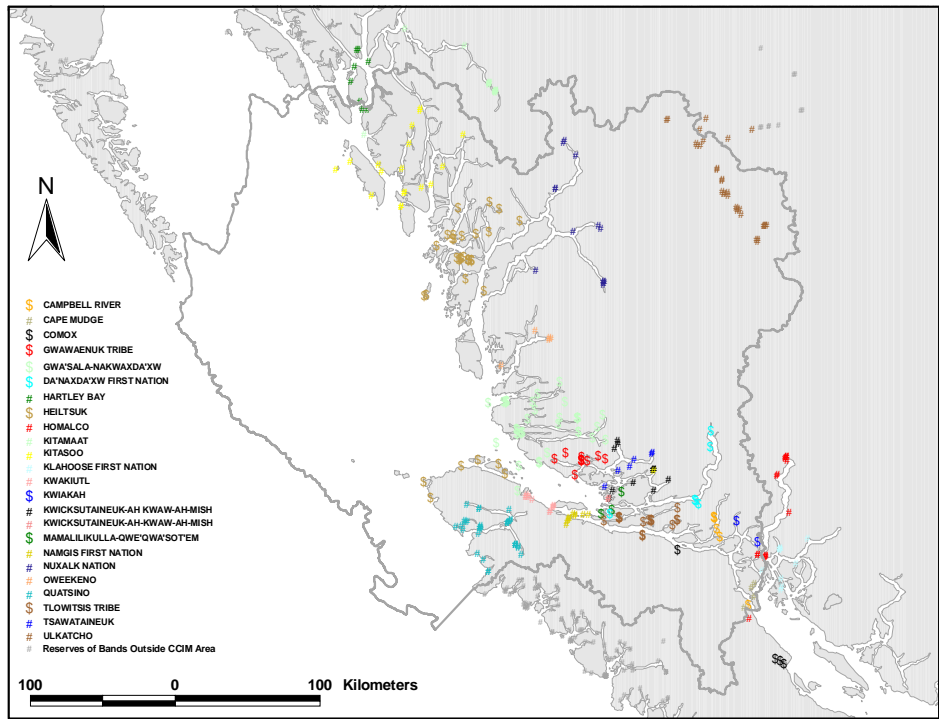 N
$ CAMPBELL RIVER
# CAPE MUDGE
$ COMOX
$ GWAWAENUK TRIBE
$ GWA'SALA-NAKWAXDA'XW
$ DA'NAXDA'XW FIRST NATION
# HARTLEY BAY
$ HEILTSUK
# HOMALCO
# KITAMAAT
# KITASOO
# KLAHOOSE FIRST NATION
# KWAKIUTL
$ KWIAKAH
# KWICKSUTAINEUK-AH KWAW-AH-MISH
# KWICKSUTAINEUK-AH-KWAW-AH-MISH
$ MAMALILIKULLA-QWE'QWA'SOT'EM
# NAMGIS FIRST NATION
# NUXALK NATION
# OWEEKENO
# QUATSINO
$ TLOWITSIS TRIBE
# TSAWATAINEUK
# ULKATCHO
# Reserves of Bands Outside CCIM Area
100 0 100 Kilometers